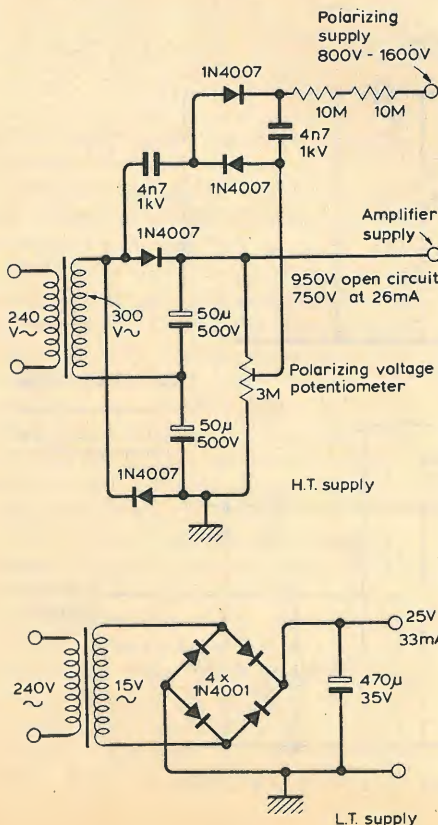 Polarizing
supply
800V - 1600V
1N4007
10M
10M
4n7
1kV
4n7
1kV
1N4007
1N4007
Amplifier
supply
950V open circuit
750V at 26mA
240
V~
300
V~
50µ
500V
Polarizing voltage
potentiometer
3M
50µ
500V
1N4007
H.T. supply
25V
33mA
240V
~
15V
~
4 x
1N4001
470µ
35V
L.T. supply